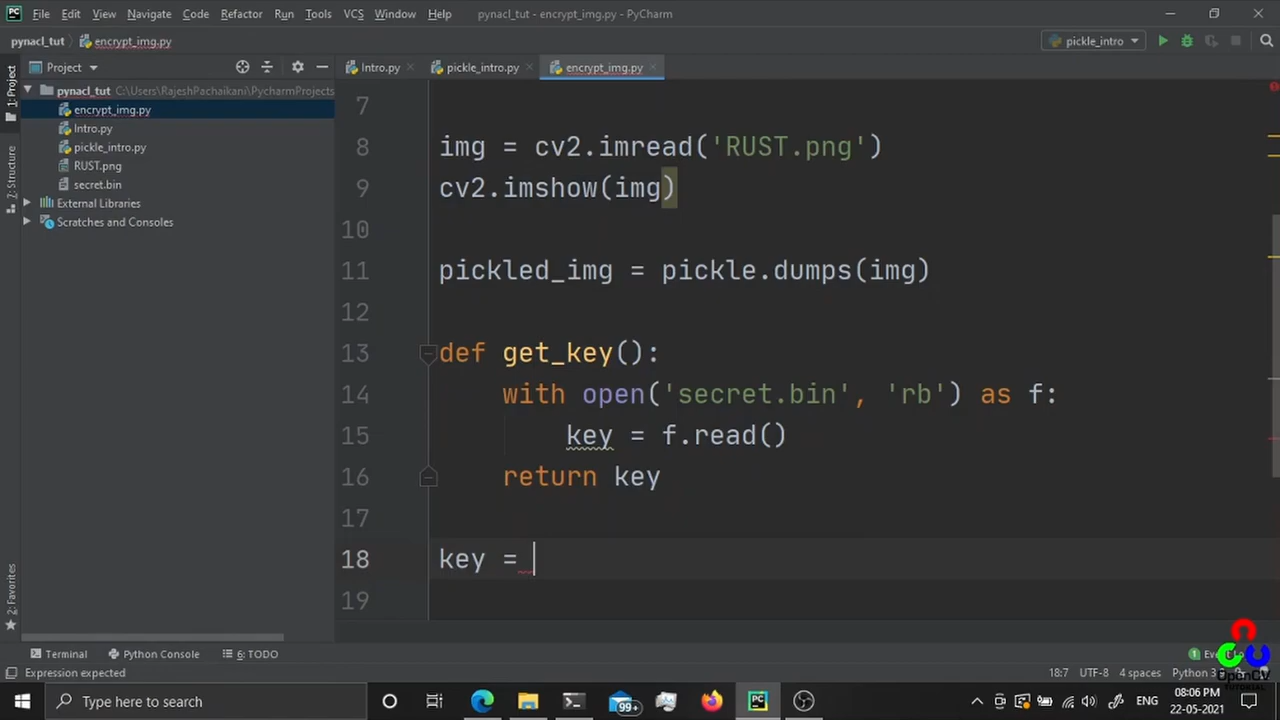 File Edit View Navigate Code Refactor Run Tools VCS Window Help pynacl_tut - encrypt_img.py - PyCharm
pynacl_tut encrypt_img.py pickle_intro
1: Project
Project
Intro.py pickle_intro.py encrypt_img.py
pynacl_tut C:\Users\RajeshPachaikani\PycharmProjects
encrypt_img.py
Intro.py
pickle_intro.py
RUST.png
secret.bin
External Libraries
Scratches and Consoles
Z: Structure
2: Favorites
7
8 img = cv2.imread('RUST.png')
9 cv2.imshow(img)
10
11 pickled_img = pickle.dumps(img)
12
13 def get_key():
14 with open('secret.bin', 'rb') as f:
15 key = f.read()
16 return key
17
18 key =
19
Terminal Python Console 6: TODO 1
Expression expected 18:7 UTF-8 4 spaces
OpenCV
TUTORIAL
Type here to search 99+ ENG 08:06 PM
22-05-2021